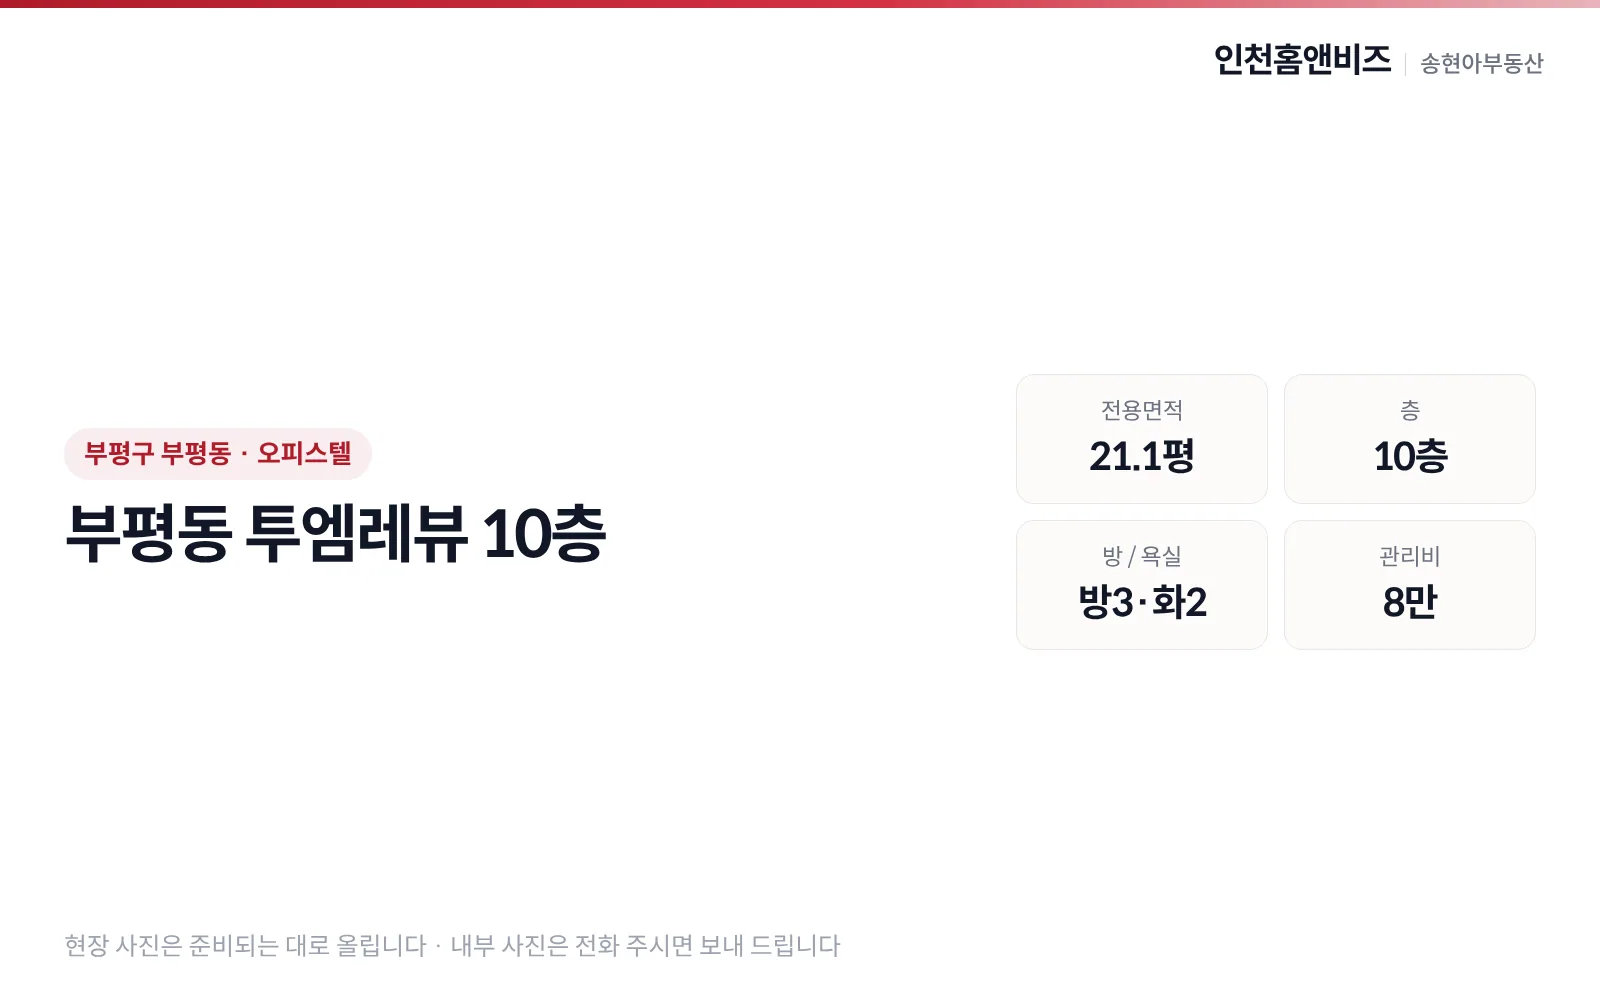 인천홈앤비즈 | 송현아부동산
부평구 부평동 · 오피스텔
부평동 투엠레뷰 10층
전용면적
21.1평
층
10층
방 / 욕실
방3·화2
관리비
8만
현장 사진은 준비되는 대로 올립니다 · 내부 사진은 전화 주시면 보내 드립니다